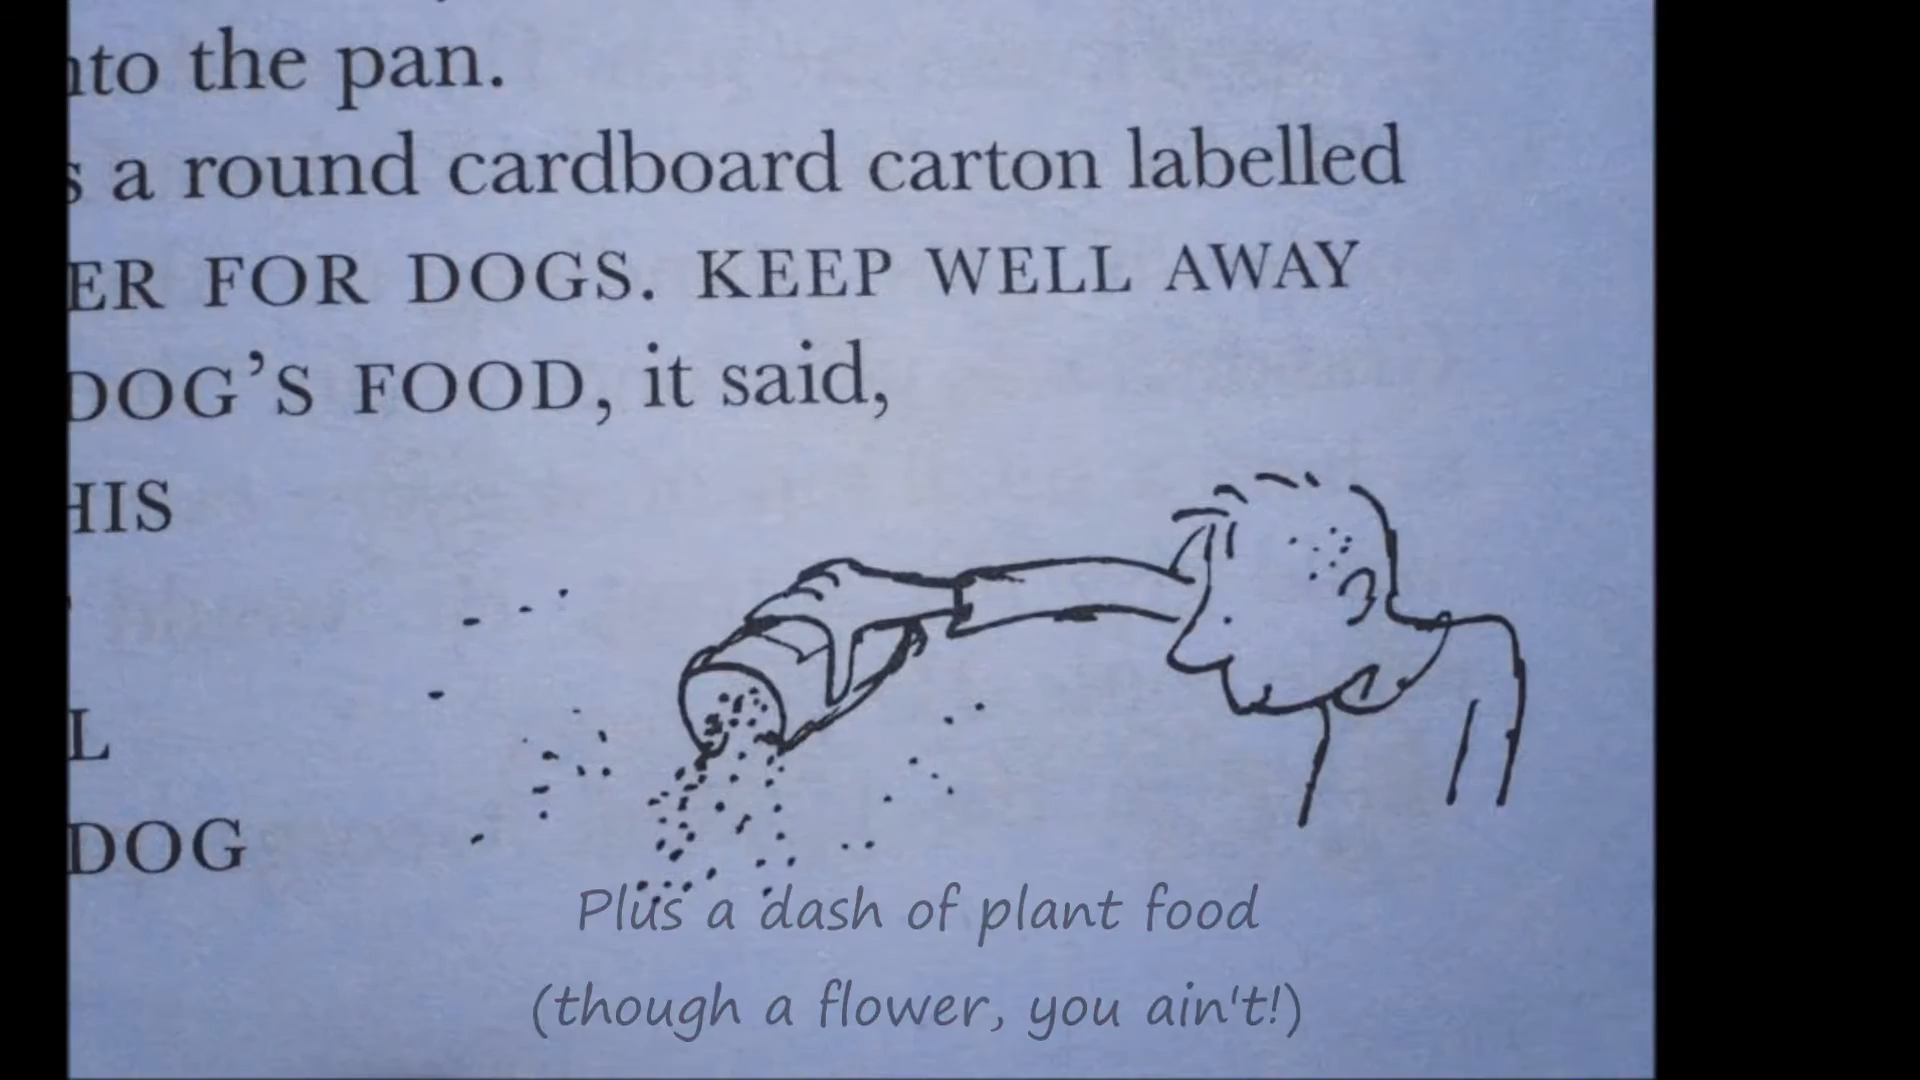 to the pan.
a round cardboard carton labelled
ER FOR DOGS. KEEP WELL AWAY
DOG'S FOOD, it said,
HIS
L
DOG
Plus a dash of plant food
(though a flower, you ain't!)